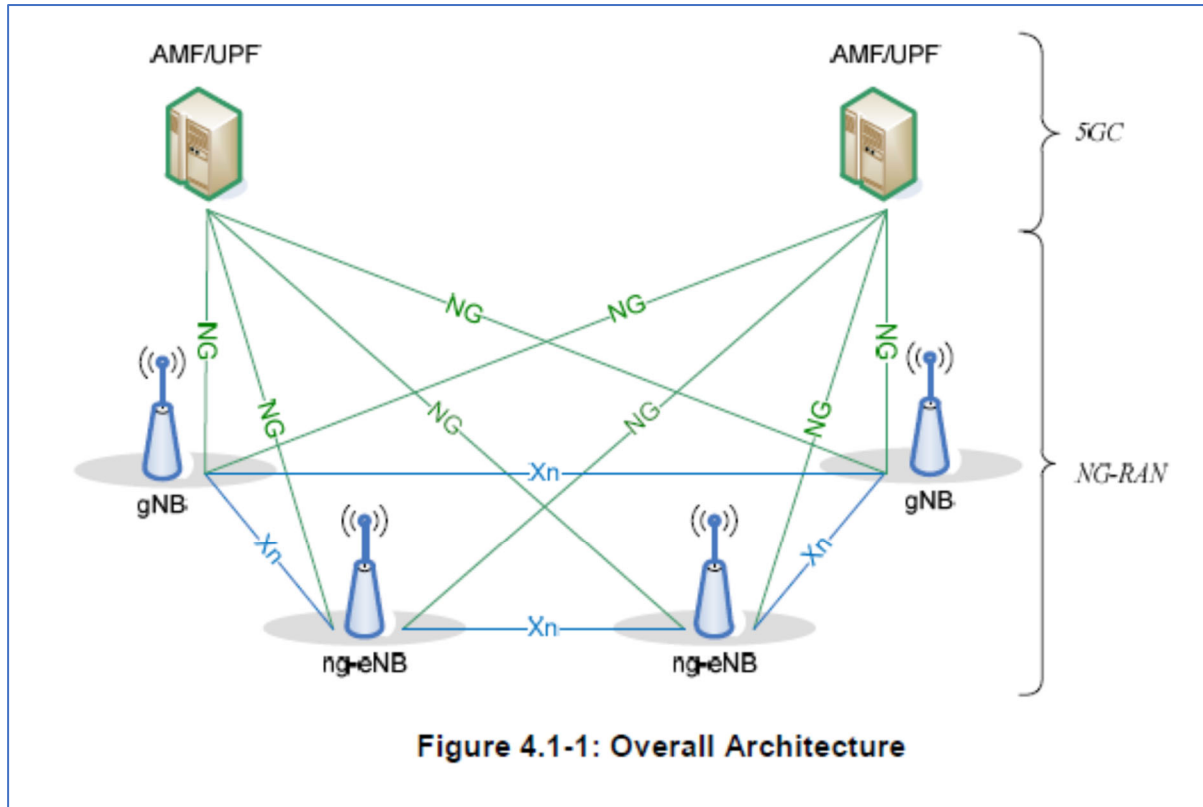 AMF/UPF
AMF/UPF
5GC
NG
NG
NG
NG
NG
NG
NG
NG
NG-RAN
gNB
Xn
gNB
Xn
Xn
ng-eNB
Xn
ng-eNB
Figure 4.1-1: Overall Architecture